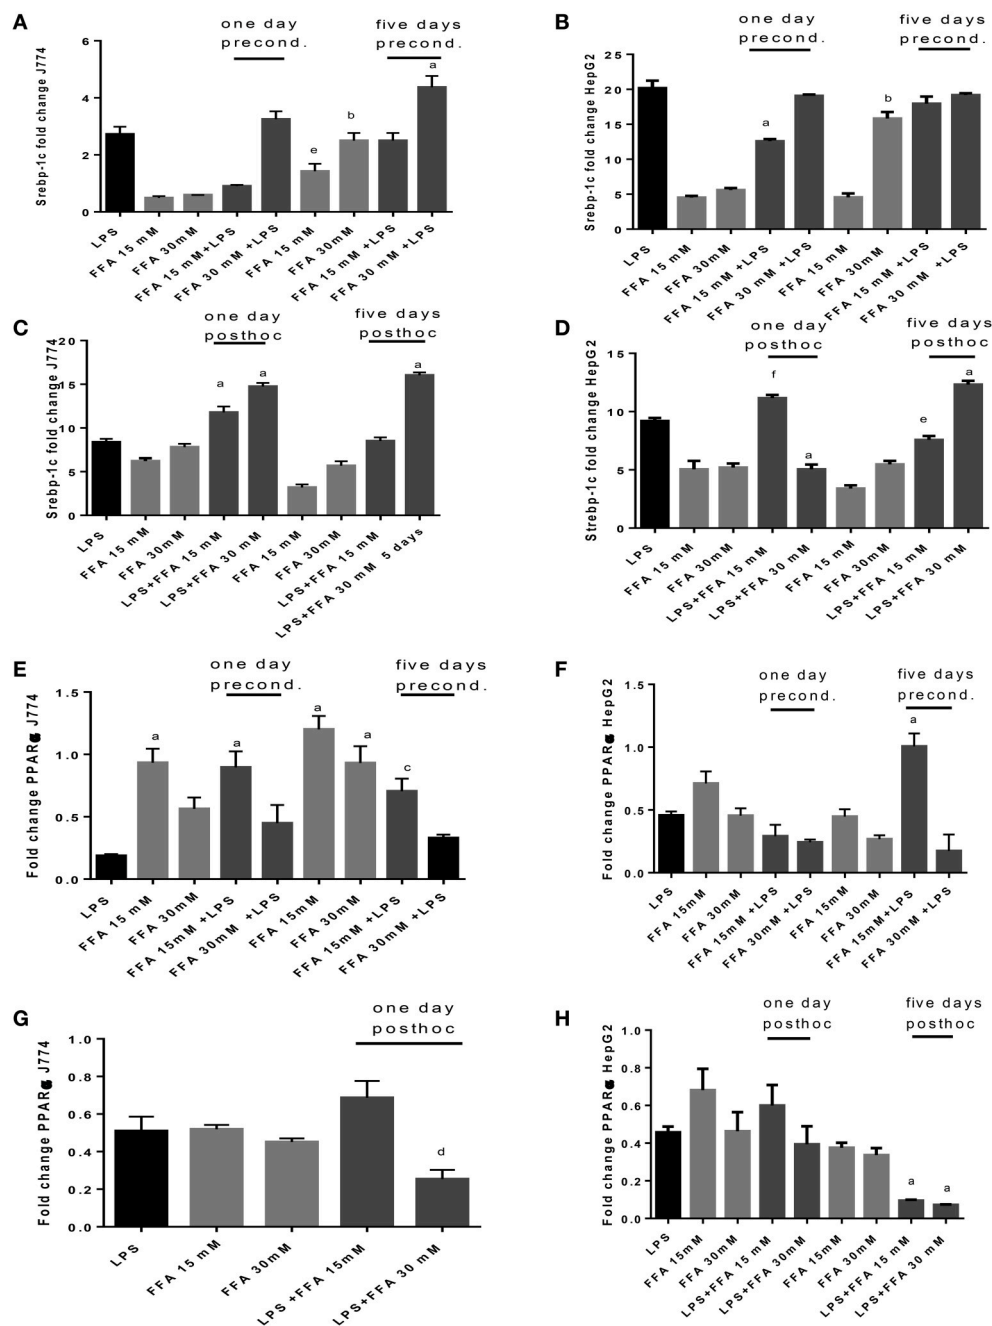 A
one day
precond.
five days
precond.
Srebp-1c fold change J774
6
4
2
0
a
b
e
LPS
FFA 15 mM
FFA 30mM
FFA 15 mM+LPS
FFA 30 mM +LPS
FFA 15 mM
FFA 30mM
FFA 15 mM +LPS
FFA 30 mM +LPS
B
one day
precond.
five days
precond.
Srebp-1c fold change HepG2
25
20
15
10
5
0
a
b
LPS
FFA 15 mM
FFA 30mM
FFA 15 mM +LPS
FFA 30 mM +LPS
FFA 15 mM
FFA 30mM
FFA 15 mM +LPS
FFA 30 mM +LPS
C
one day
posthoc
five days
posthoc
Srebp-1c fold change J774
20
15
10
5
0
a
a
a
LPS
FFA 15 mM
FFA 30mM
LPS+FFA 15 mM
LPS+FFA 30 mM
FFA 15 mM
FFA 30mM
LPS+FFA 15 mM
LPS+FFA 30 mM 5 days
D
one day
posthoc
five days
posthoc
Strebp-1c fold change HepG2
15
10
5
0
f
a
e
a
LPS
FFA 15 mM
FFA 30mM
LPS+FFA 15 mM
LPS+FFA 30 mM
FFA 15 mM
FFA 30mM
LPS+FFA 15 mM
LPS+FFA 30 mM
E
one day
precond.
five days
precond.
Fold change PPARα, J774
1.5
1.0
0.5
0.0
a
a
a
a
c
LPS
FFA 15 mM
FFA 30mM
FFA 15mM +LPS
FFA 30mM +LPS
FFA 15mM
FFA 30mM
FFA 15mM +LPS
FFA 30mM +LPS
F
one day
precond.
five days
precond.
Fold change PPARα, HepG2
1.5
1.0
0.5
0.0
a
LPS
FFA 15mM
FFA 30mM
FFA 15mM +LPS
FFA 30mM +LPS
FFA 15mM
FFA 30mM
FFA 15mM+LPS
FFA 30mM +LPS
G
one day
posthoc
Fold change PPARα, J774
1.0
0.8
0.6
0.4
0.2
0.0
d
LPS
FFA 15 mM
FFA 30mM
LPS +FFA 15mM
LPS+FFA 30 mM
H
one day
posthoc
five days
posthoc
Fold change PPARα, HepG2
1.0
0.8
0.6
0.4
0.2
0.0
a
a
LPS
FFA 15mM
FFA 30mM
LPS+FFA 15 mM
LPS+FFA 30mM
FFA 15 mM
FFA 30mM
LPS+FFA 15 mM
LPS+FFA 30 mM